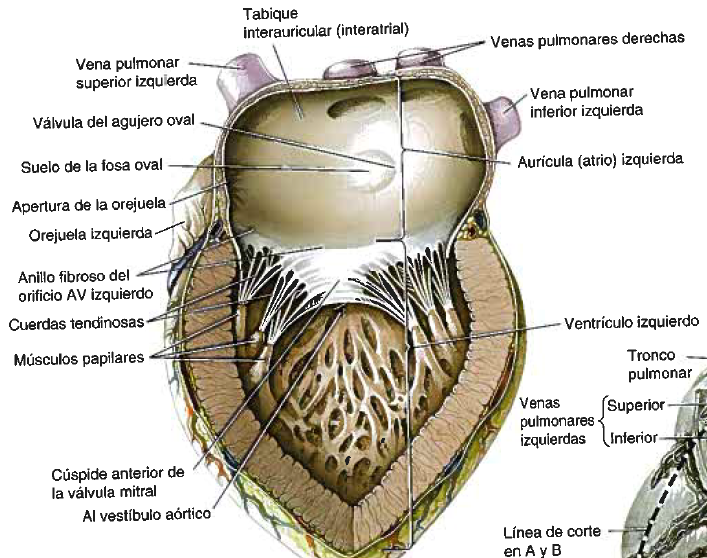 Tabique
interauricular (interatrial)
Venas pulmonares derechas
Vena pulmonar
superior izquierda
Vena pulmonar
inferior izquierda
Válvula del agujero oval
Aurícula (atrio) izquierda
Suelo de la fosa oval
Apertura de la orejuela
Orejuela izquierda
Anillo fibroso del
orificio AV izquierdo
Cuerdas tendinosas
Músculos papilares
Ventrículo izquierdo
Tronco
pulmonar
Venas
pulmonares
izquierdas
Superior
Inferior
Cúspide anterior de
la válvula mitral
Al vestíbulo aórtico
Línea de corte
en A y B